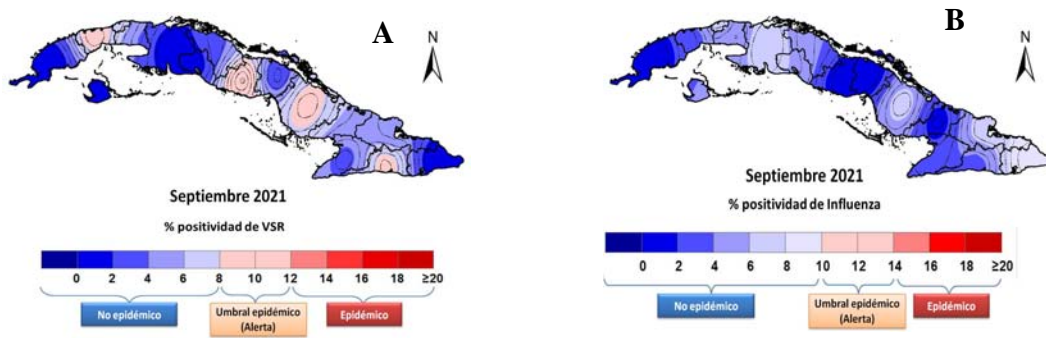 A
N
Septiembre 2021
% positividad de VSR
0 2 4 6 8 10 12 16 18 ≥20
No epidémico
Umbral epidémico
(Alerta)
Epidémico
B
N
Septiembre 2021
% positividad de Influenza
0 2 4 6 8 10 12 14 16 18 ≥20
No epidémico
Umbral epidémico
(Alerta)
Epidémico